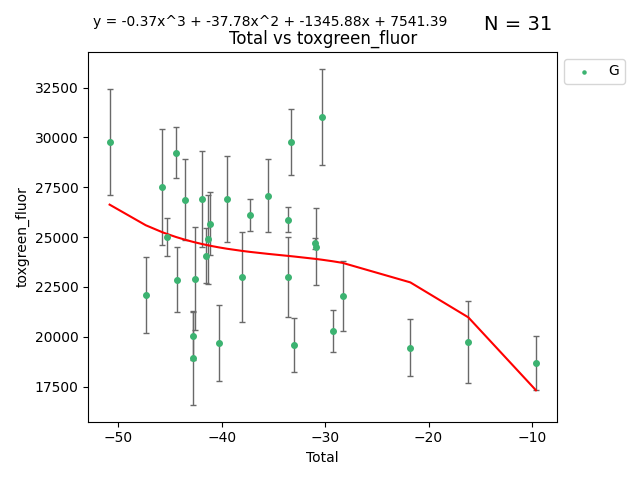 y = -0.37x^3 + -37.78x^2 + -1345.88x + 7541.39
N = 31
Total vs toxgreen_fluor
G
32500
30000
27500
25000
22500
20000
17500
toxgreen_fluor
−50 −40 −30 −20 −10
Total